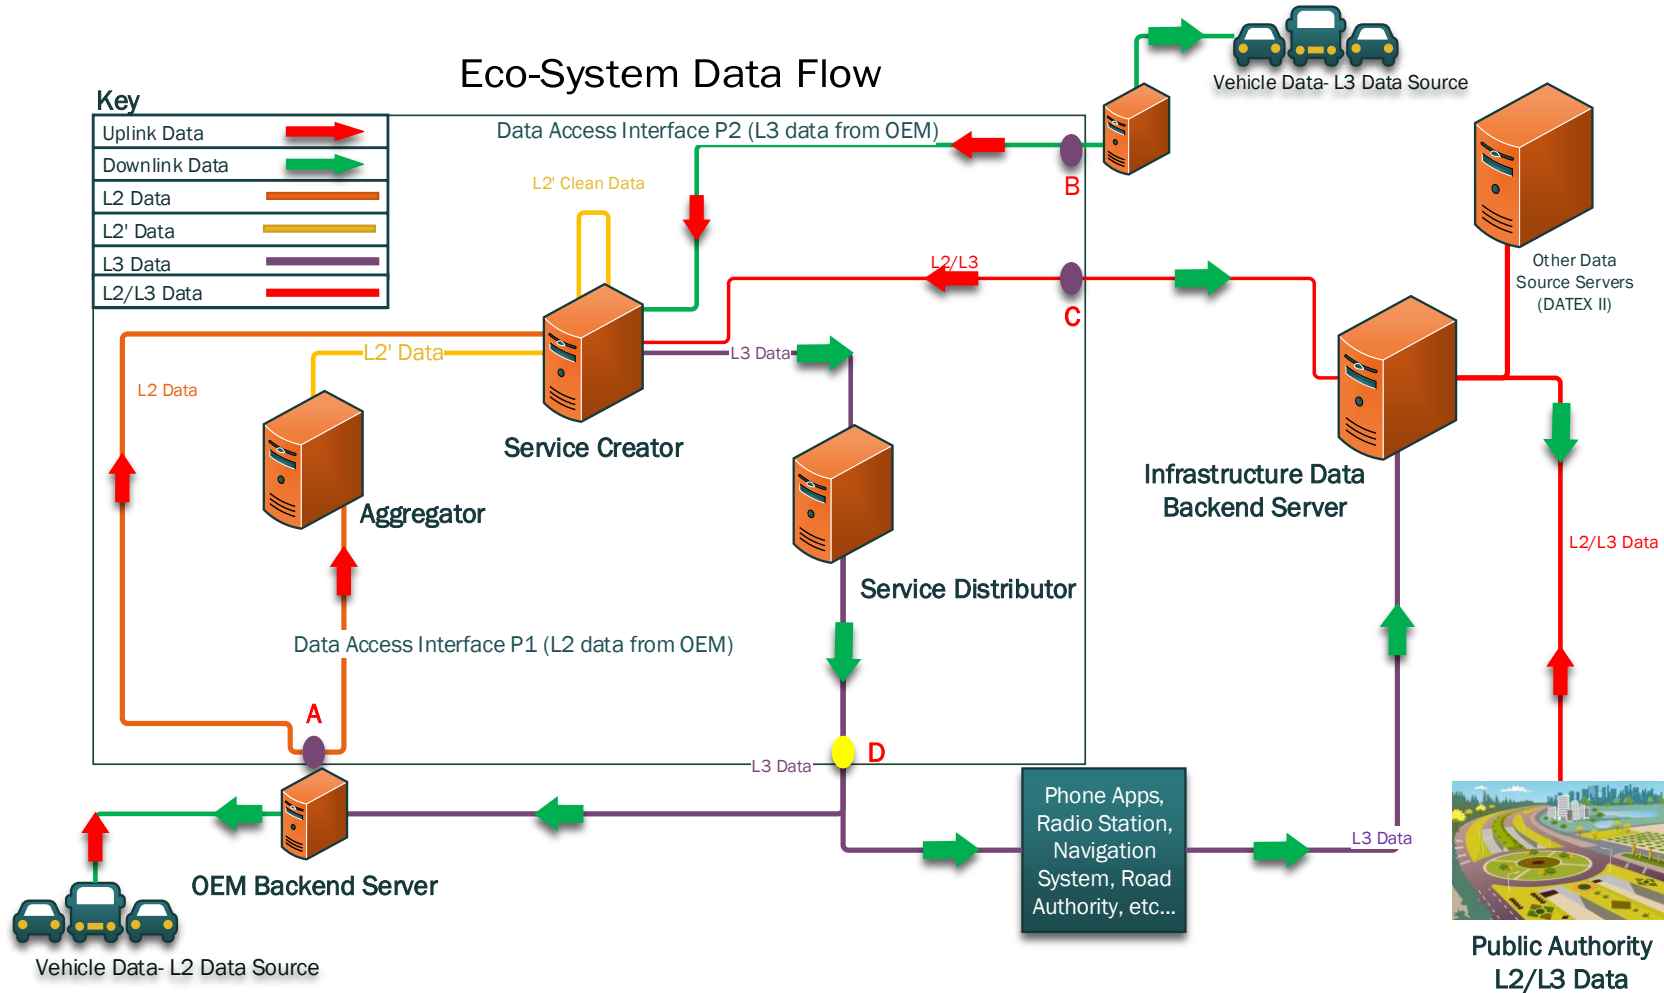 Eco-System Data Flow
Vehicle Data- L3 Data Source
Key
Uplink Data
Downlink Data
L2 Data
L2' Data
L3 Data
L2/L3 Data
Data Access Interface P2 (L3 data from OEM)
B
L2' Clean Data
L2/L3
C
Other Data
Source Servers
(DATEX II)
L2' Data
L3 Data
L2 Data
Service Creator
Aggregator
Infrastructure Data
Backend Server
L2/L3 Data
Service Distributor
Data Access Interface P1 (L2 data from OEM)
A
D
L3 Data
Phone Apps,
Radio Station,
Navigation
System, Road
Authority, etc...
L3 Data
OEM Backend Server
Vehicle Data- L2 Data Source
Public Authority
L2/L3 Data